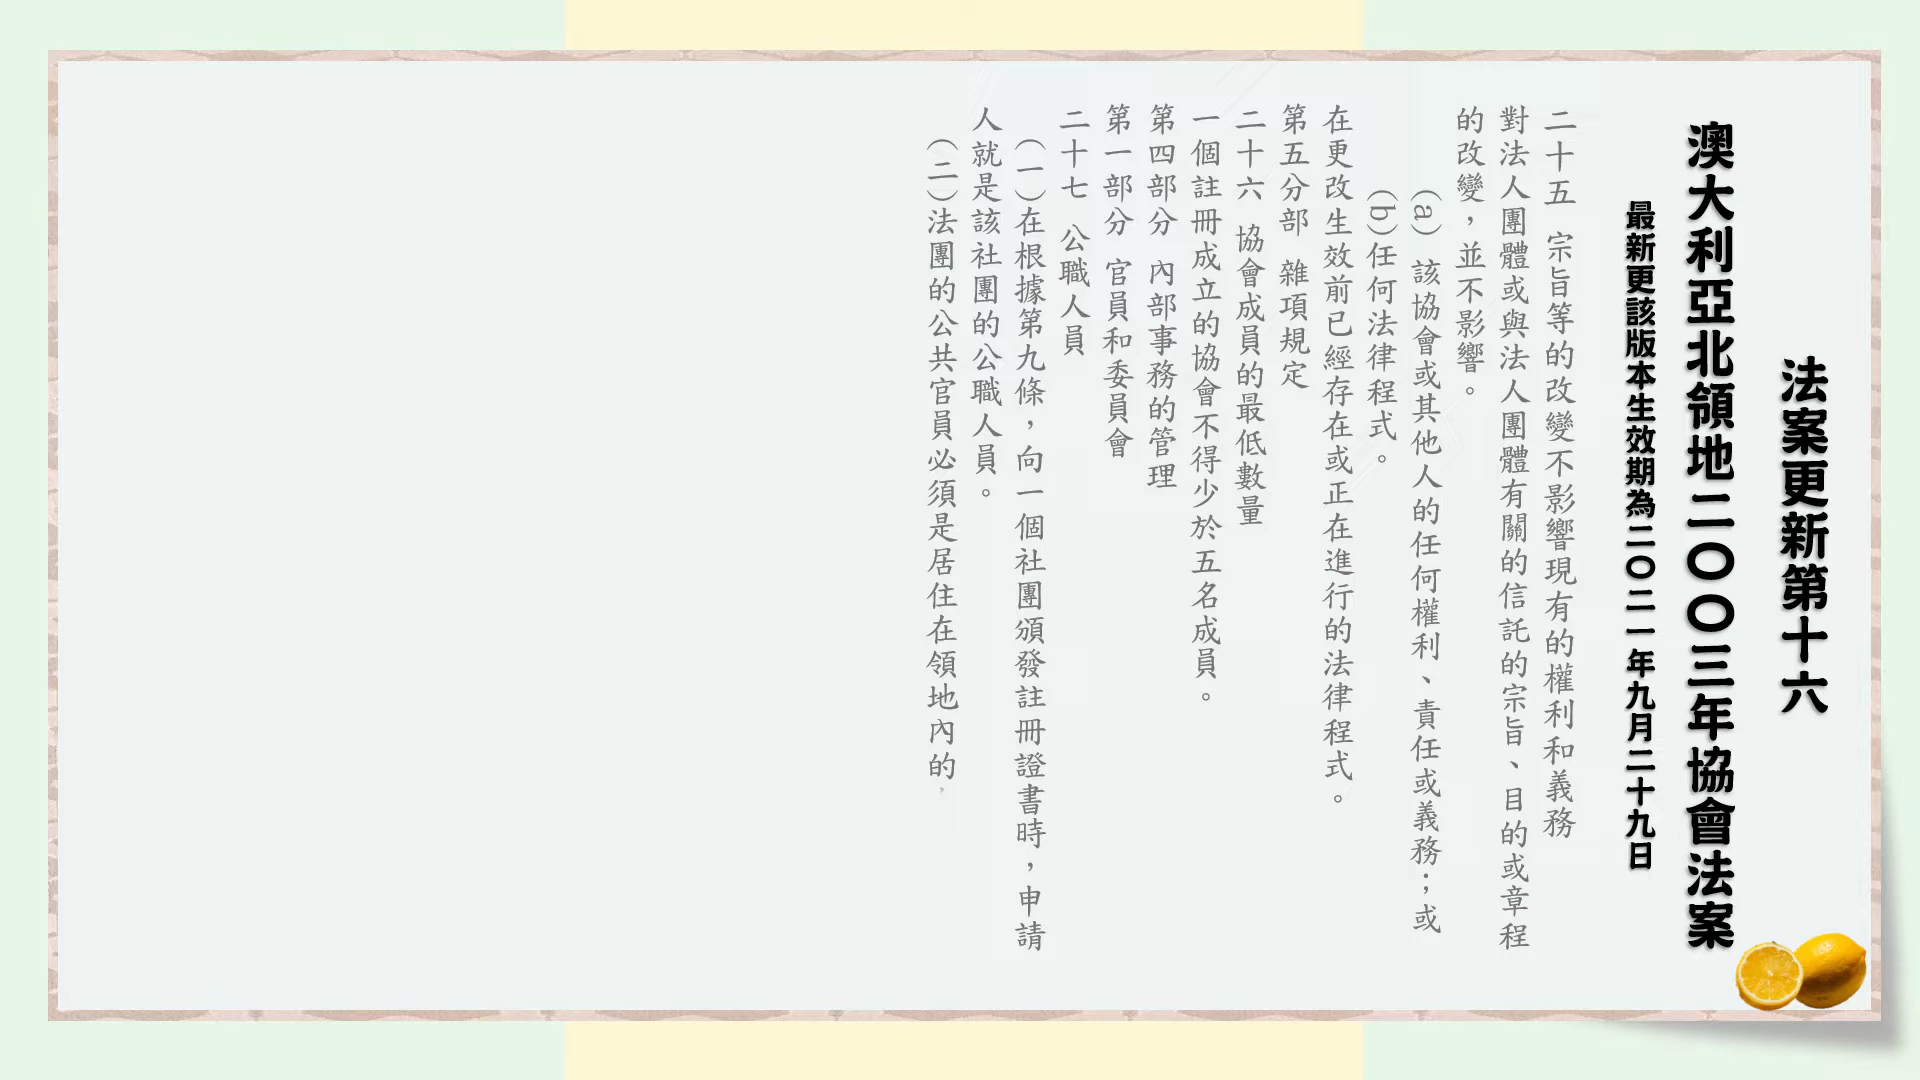 法案更新第十六
澳大利亞北領地二〇〇三年協會法案
最新更該版本生效期為二〇二一年九月二十九日
二十五 宗旨等的改變不影響現有的權利和義務
對法人團體或與法人團體有關的信託的宗旨、目的或章程
的改變，並不影響。
(a) 該協會或其他人的任何權利、責任或義務；或
(b)任何法律程式。
在更改生效前已經存在或正在進行的法律程式。
第五分部 雜項規定
二十六 協會成員的最低數量
一個註冊成立的協會不得少於五名成員。
第四部分 內部事務的管理
第一部分 官員和委員會
二十七 公職人員
(一)在根據第九條，向一個社團頒發註冊證書時，申請
人就是該社團的公職人員。
(二)法團的公共官員必須是居住在領地內的，